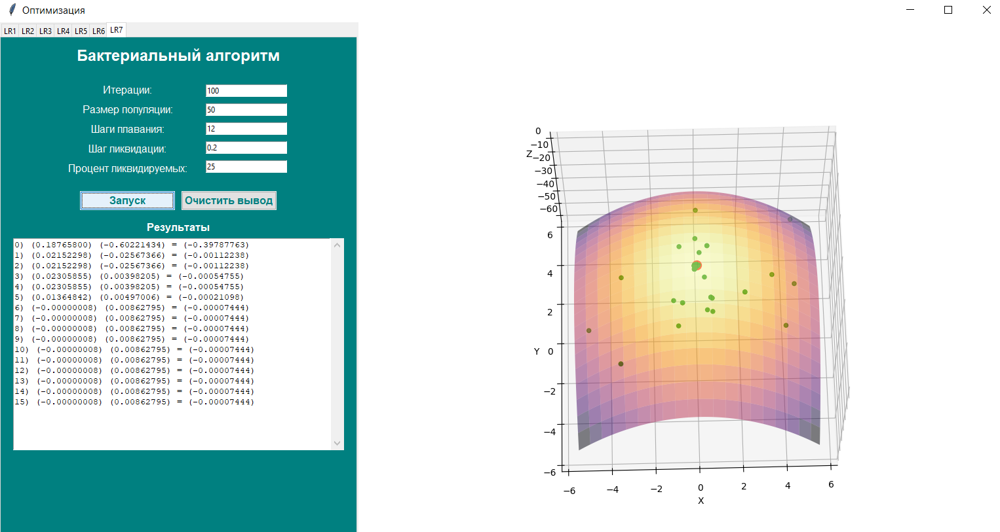 Оптимизация
LR1 LR2 LR3 LR4 LR5 LR6 LR7
Бактериальный алгоритм
Итерации: 100
Размер популяции: 50
Шаги плавания: 12
Шаг ликвидации: 0.2
Процент ликвидируемых: 25
Запуск Очистить вывод
Результаты
0) (0.18765800) (-0.60221434) = (-0.39787763)
1) (0.02152298) (-0.02567366) = (-0.00112238)
2) (0.02152298) (-0.02567366) = (-0.00112238)
3) (0.02305855) (0.00398205) = (-0.00054755)
4) (0.02305855) (0.00398205) = (-0.00054755)
5) (0.01364842) (0.00497006) = (-0.00021098)
6) (-0.00000008) (0.00862795) = (-0.00007444)
7) (-0.00000008) (0.00862795) = (-0.00007444)
8) (-0.00000008) (0.00862795) = (-0.00007444)
9) (-0.00000008) (0.00862795) = (-0.00007444)
10) (-0.00000008) (0.00862795) = (-0.00007444)
11) (-0.00000008) (0.00862795) = (-0.00007444)
12) (-0.00000008) (0.00862795) = (-0.00007444)
13) (-0.00000008) (0.00862795) = (-0.00007444)
14) (-0.00000008) (0.00862795) = (-0.00007444)
15) (-0.00000008) (0.00862795) = (-0.00007444)
0
−10
Z
−20
−30
−40
−50
−60
6
4
2
Y 0
−2
−4
−6
−6 −4 −2 0 2 4 6
X